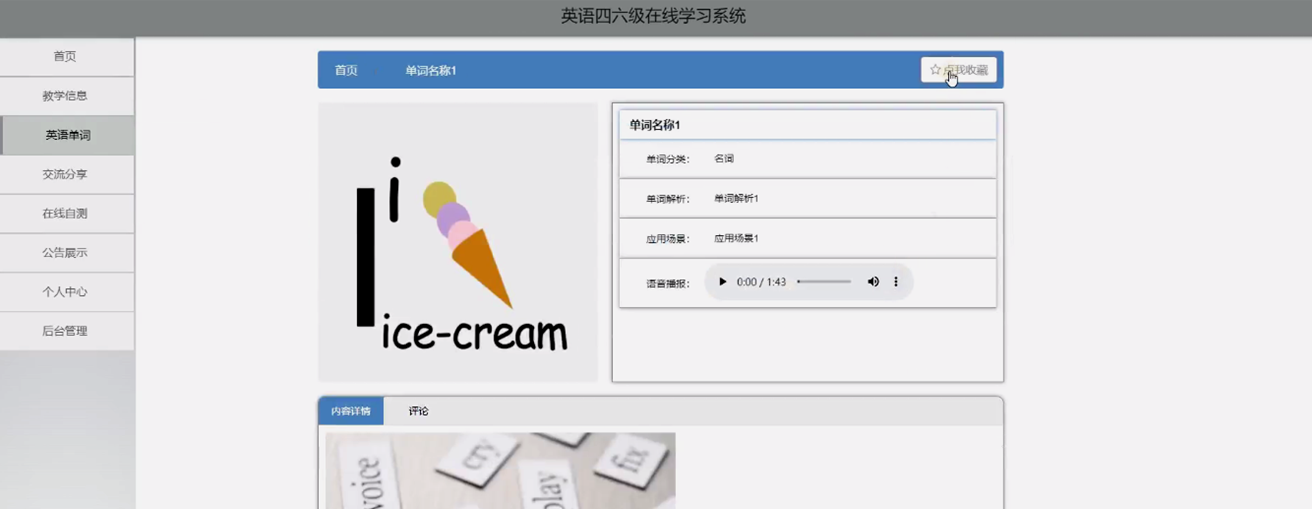 英语四六级在线学习系统
首页
教学信息
英语单词
交流分享
在线自测
公告展示
个人中心
后台管理
首页 单词名称1 点我收藏
I i
ice-cream
单词名称1
单词分类： 名词
单词解析： 单词解析1
应用场景： 应用场景1
语音播报： 0:00 / 1:43
内容详情 评论
voice cry play fix